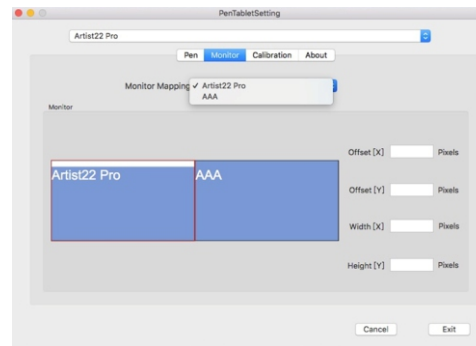 PenTabletSetting
Artist22 Pro
Pen Monitor Calibration About
Monitor Mapping ✓ Artist22 Pro
AAA
Monitor
Offset [X] Pixels
Artist22 Pro AAA
Offset [Y] Pixels
Width [X] Pixels
Height [Y] Pixels
Cancel Exit